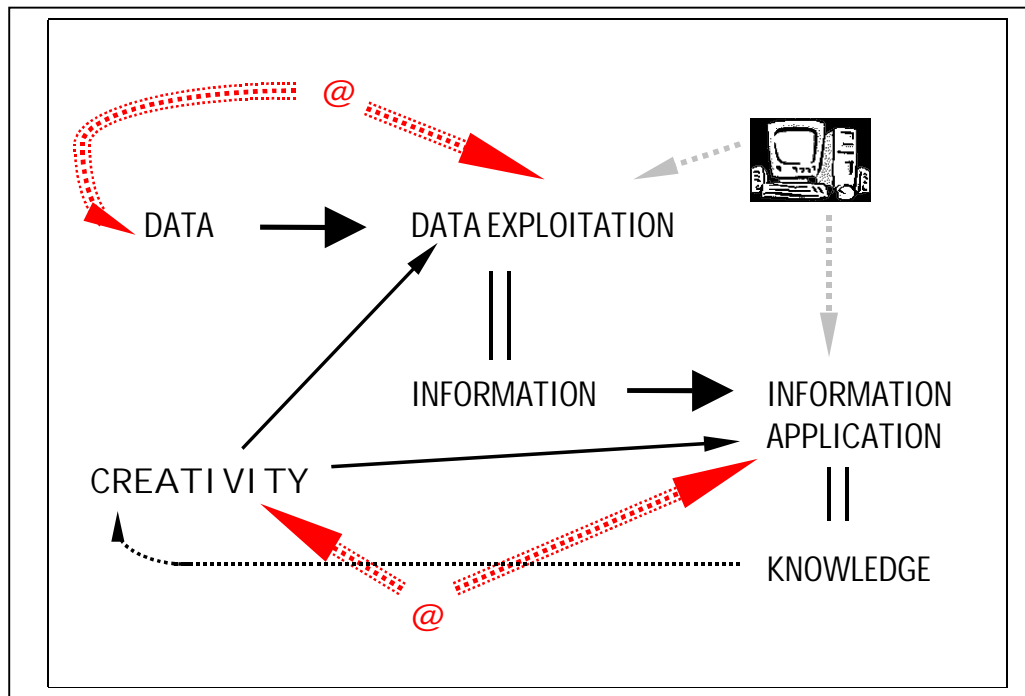 @
DATA
DATA EXPLOITATION
INFORMATION
INFORMATION
APPLICATION
CREATIVITY
KNOWLEDGE
@